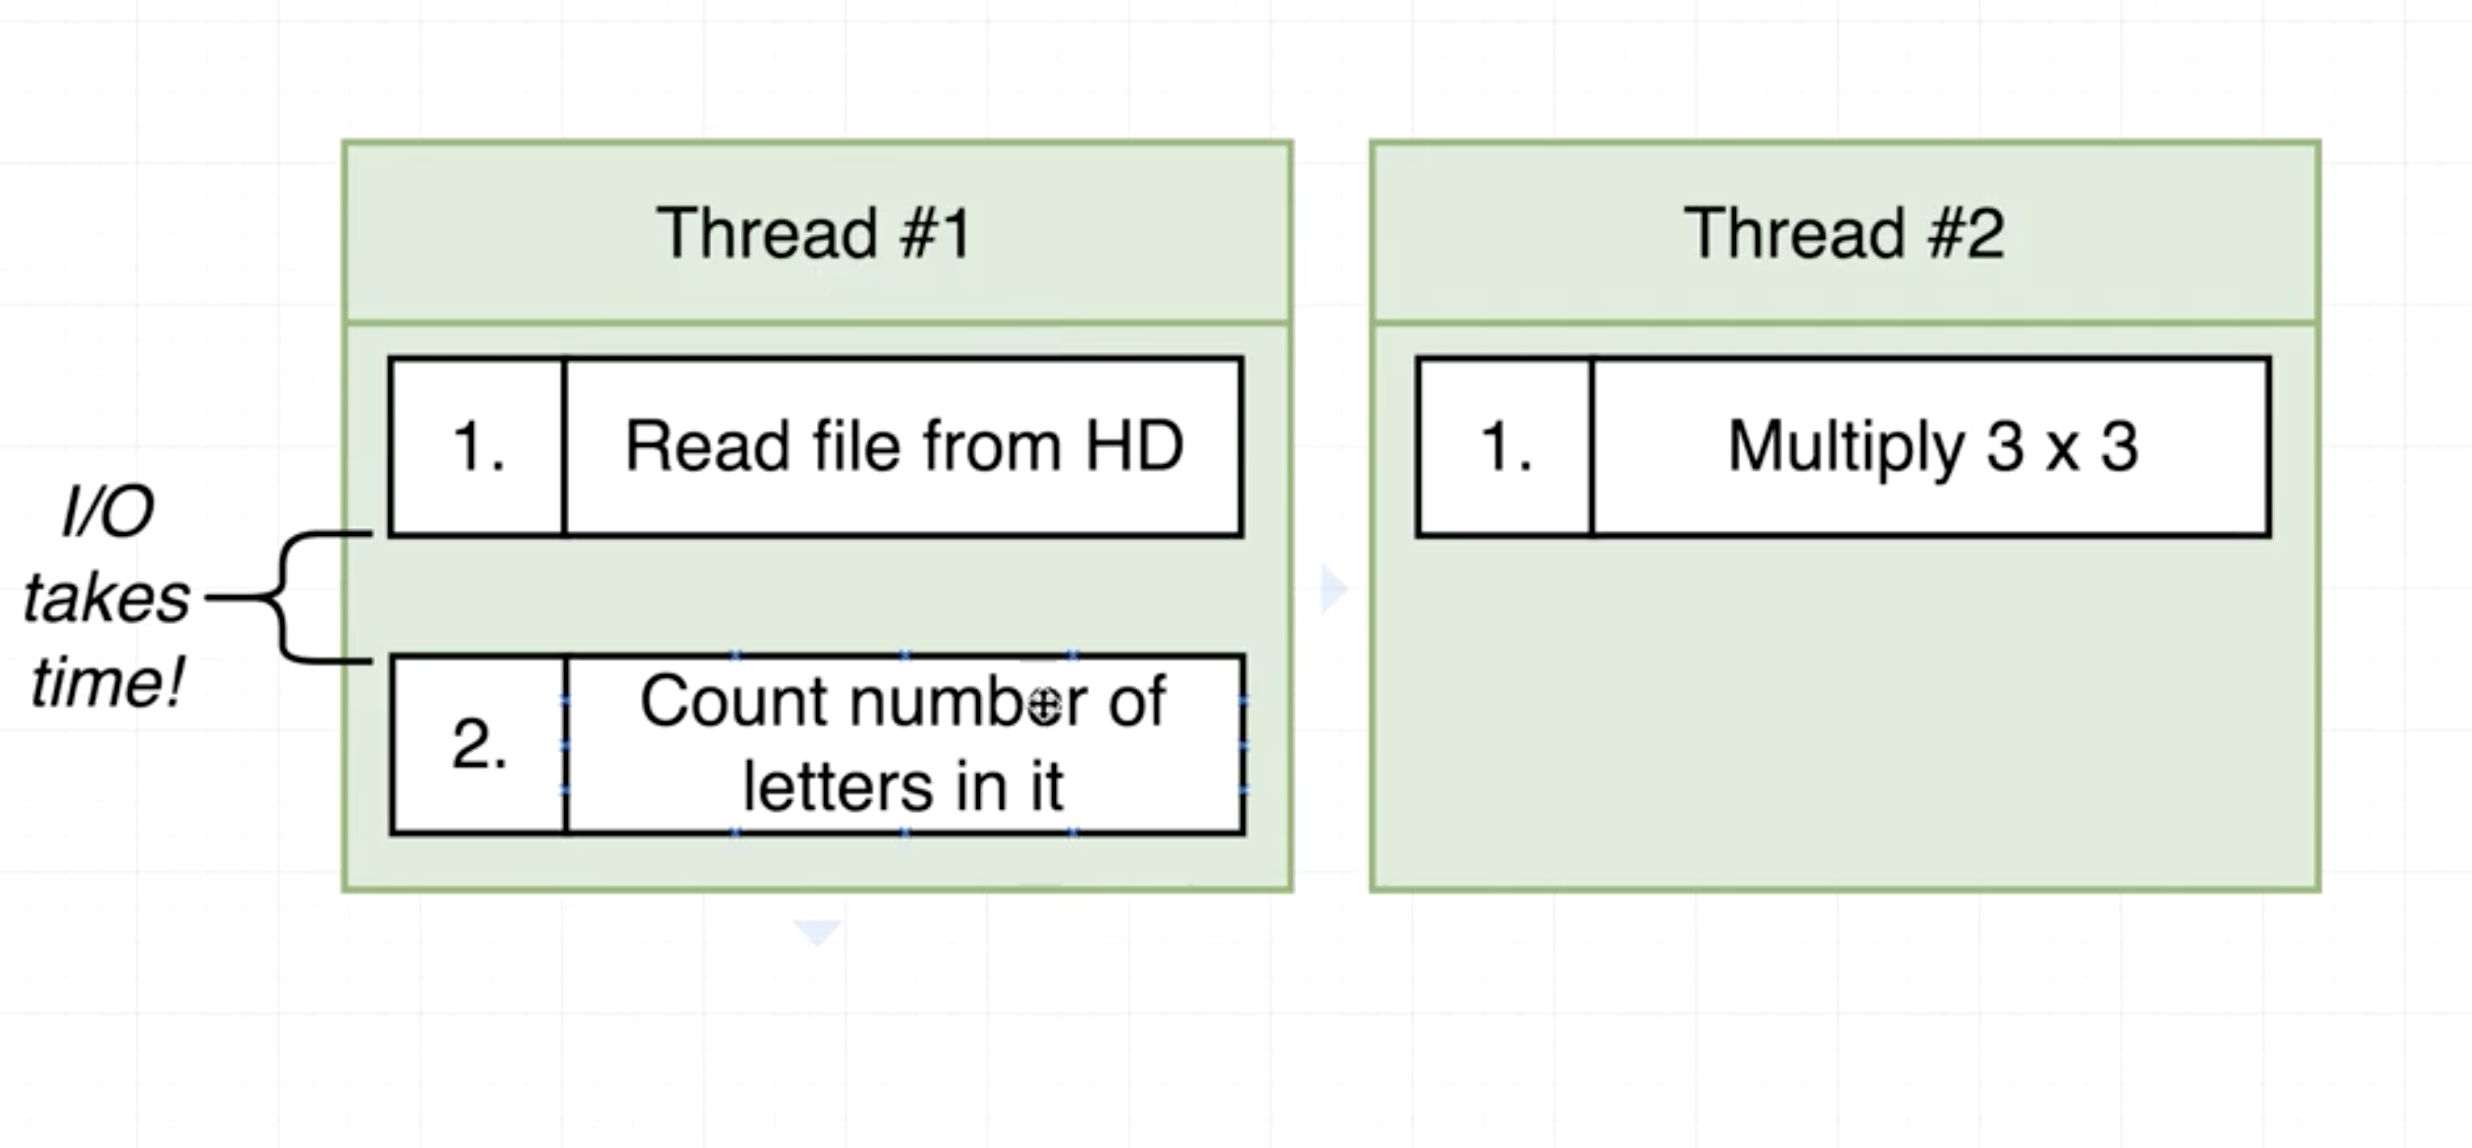 Thread #1
1. Read file from HD
I/O
takes
time!
2. Count number of
letters in it
Thread #2
1. Multiply 3 x 3